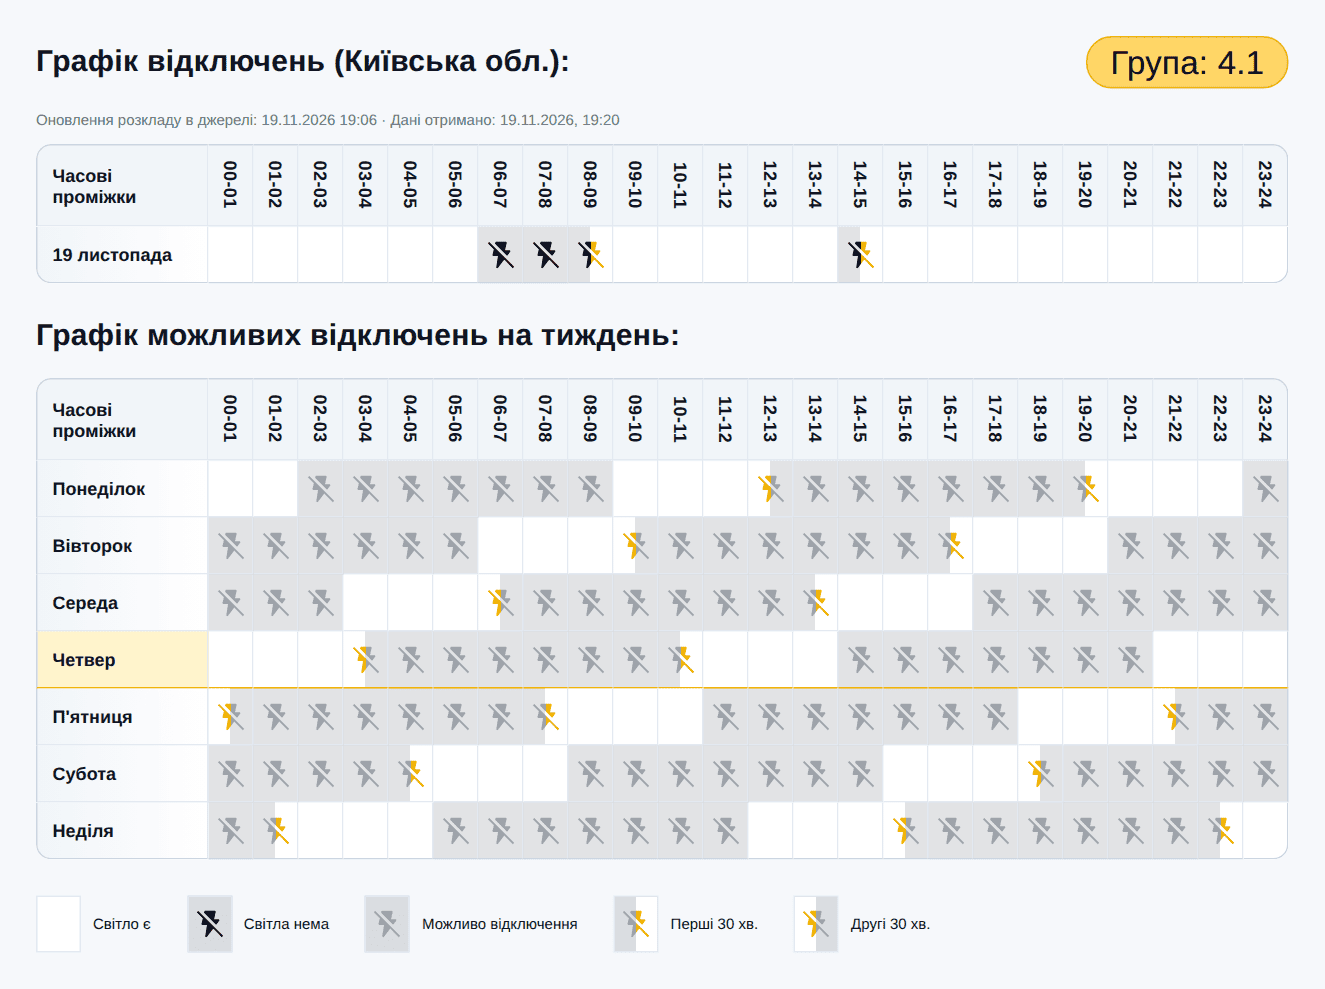 Графік відключень (Київська обл.):
Група: 4.1
Оновлення розкладу в джерелі: 19.11.2026 19:06 · Дані отримано: 19.11.2026, 19:20
Часові проміжки 00-01 01-02 02-03 03-04 04-05 05-06 06-07 07-08 08-09 09-10 10-11 11-12 12-13 13-14 14-15 15-16 16-17 17-18 18-19 19-20 20-21 21-22 22-23 23-24
19 листопада
Графік можливих відключень на тиждень:
Часові проміжки 00-01 01-02 02-03 03-04 04-05 05-06 06-07 07-08 08-09 09-10 10-11 11-12 12-13 13-14 14-15 15-16 16-17 17-18 18-19 19-20 20-21 21-22 22-23 23-24
Понеділок
Вівторок
Середа
Четвер
П'ятниця
Субота
Неділя
Світло є Світла нема Можливо відключення Перші 30 хв. Другі 30 хв.